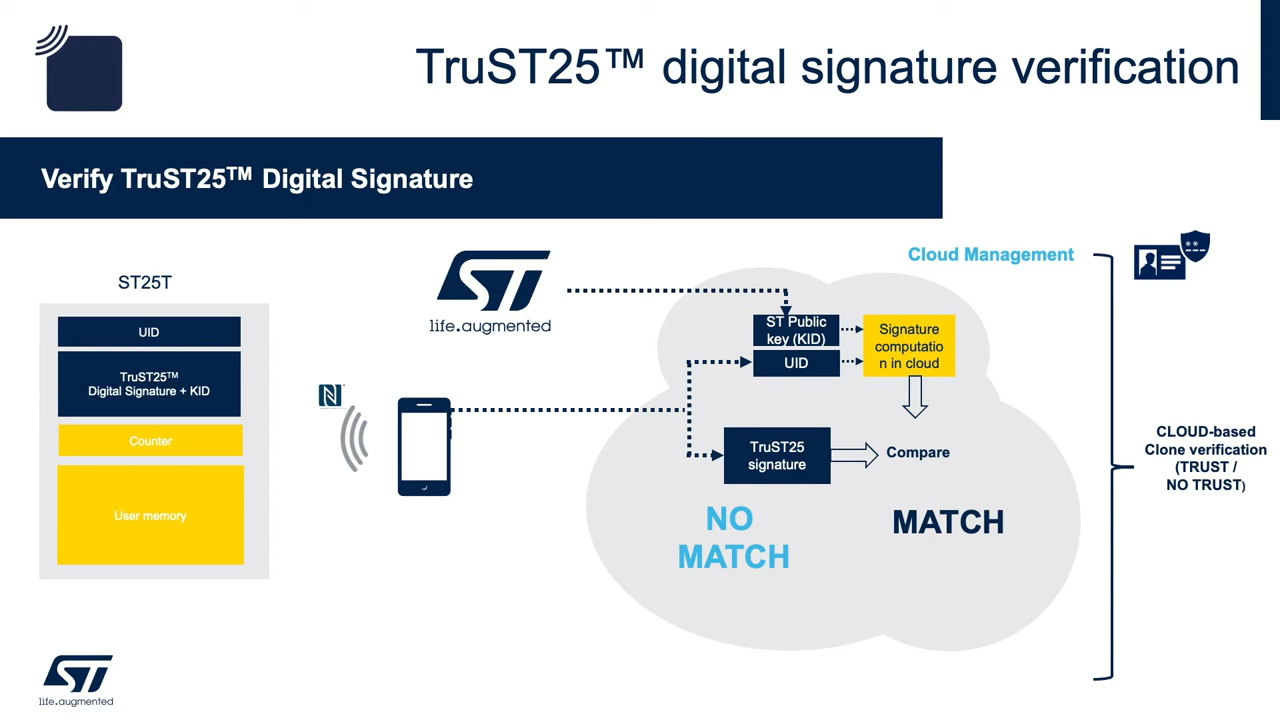 TruST25™ digital signature verification
Verify TruST25™ Digital Signature
ST25T
UID
TruST25™
Digital Signature + KID
Counter
User memory
ST
life.augmented
Cloud Management
ST Public
key (KID)
UID
Signature
computatio
n in cloud
TruST25
signature
Compare
NO
MATCH
MATCH
CLOUD-based
Clone verification
(TRUST /
NO TRUST)
ST
life.augmented